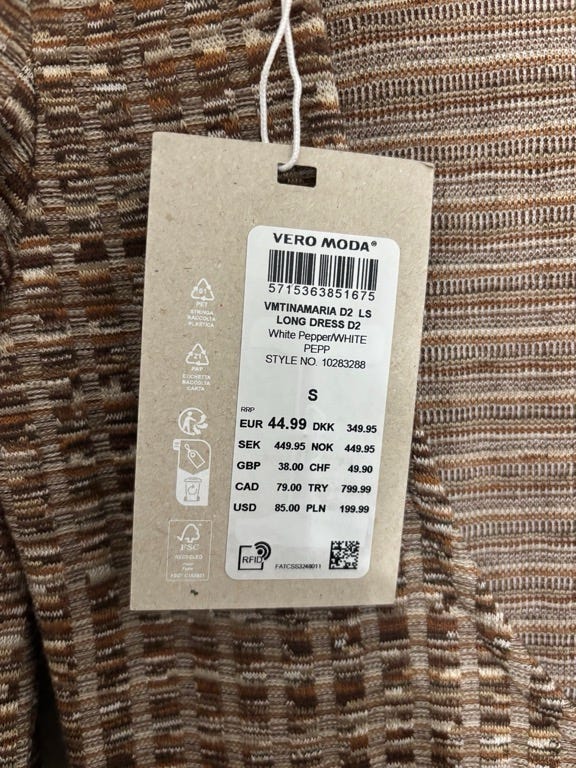 VERO MODA®
5715363851675
VMTINAMARIA D2 LS
LONG DRESS D2
White Pepper/WHITE
PEPP
STYLE NO. 10283288
S
RRP
EUR 44.99 DKK 349.95
SEK 449.95 NOK 449.95
GBP 38.00 CHF 49.90
CAD 79.00 TRY 799.99
USD 85.00 PLN 199.99
RFID
FATCSS3248011
PET
STRINGA
RACCOLTA
PLASTICA
21
PAP
ETICHETTA
RACCOLTA
CARTA
FSC
RECYCLED